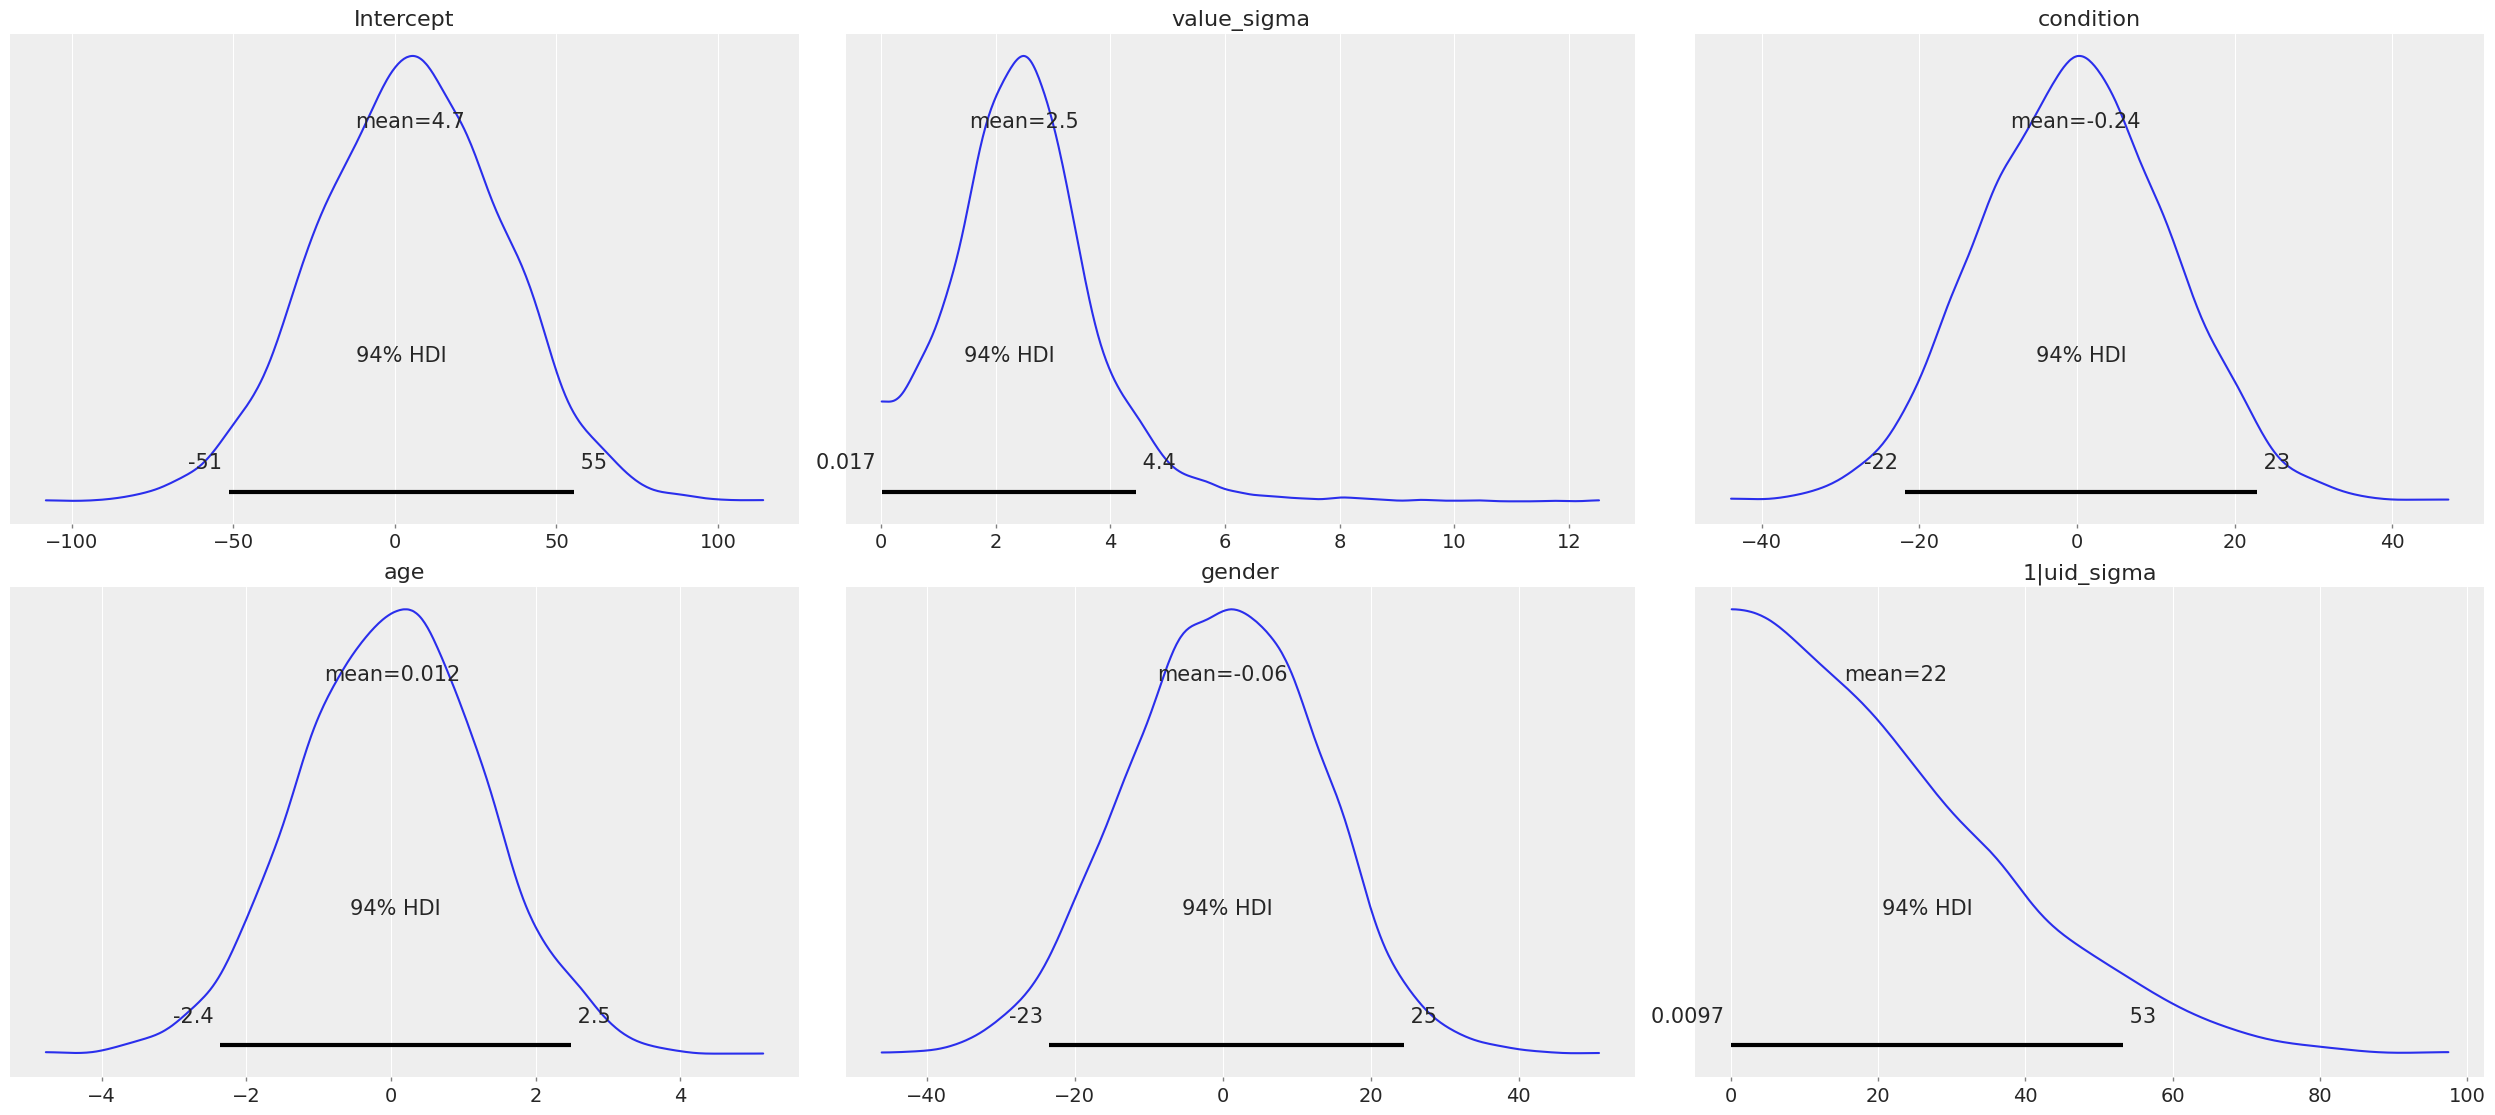 Intercept
mean=4.7
94% HDI
-51
55
−100
−50
0
50
100
value_sigma
mean=2.5
94% HDI
0.017
4.4
0
2
4
6
8
10
12
condition
mean=-0.24
94% HDI
-22
23
−40
−20
0
20
40
age
mean=0.012
94% HDI
-2.4
2.5
−4
−2
0
2
4
gender
mean=-0.06
94% HDI
-23
25
−40
−20
0
20
40
1|uid_sigma
mean=22
94% HDI
0.0097
53
0
20
40
60
80
100